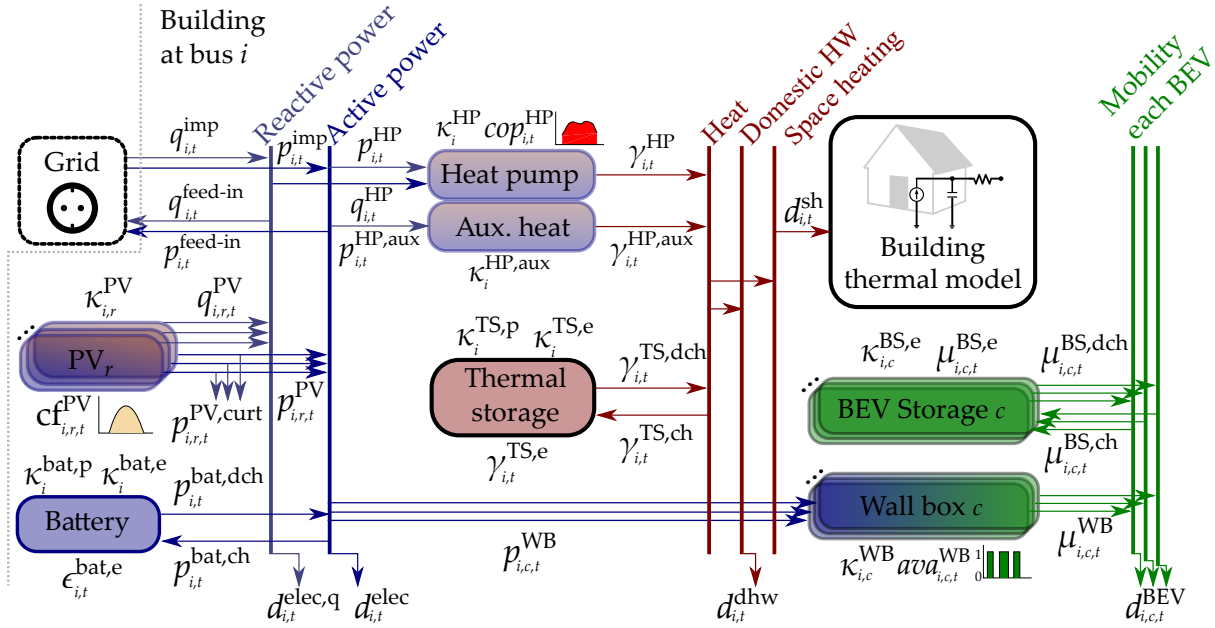 Building
at bus i
Reactive power
Active power
Heat
Domestic HW
Space heating
Mobility
each BEV
Grid
q_{i,t}^{imp}
p_{i,t}^{imp}
q_{i,t}^{feed-in}
p_{i,t}^{feed-in}
p_{i,t}^{HP}
q_{i,t}^{HP}
p_{i,t}^{HP,aux}
κ_i^{HP} cop_{i,t}^{HP}
Heat pump
Aux. heat
κ_i^{HP,aux}
γ_{i,t}^{HP}
γ_{i,t}^{HP,aux}
d_{i,t}^{sh}
Building
thermal model
κ_{i,r}^{PV}
q_{i,r,t}^{PV}
PV_r
cf_{i,r,t}^{PV}
p_{i,r,t}^{PV,curt}
p_{i,r,t}^{PV}
κ_i^{TS,p} κ_i^{TS,e}
Thermal
storage
γ_{i,t}^{TS,e}
γ_{i,t}^{TS,dch}
γ_{i,t}^{TS,ch}
κ_{i,c}^{BS,e} μ_{i,c,t}^{BS,e}
μ_{i,c,t}^{BS,dch}
BEV Storage c
μ_{i,c,t}^{BS,ch}
κ_i^{bat,p} κ_i^{bat,e}
p_{i,t}^{bat,dch}
Battery
ϵ_{i,t}^{bat,e}
p_{i,t}^{bat,ch}
p_{i,c,t}^{WB}
Wall box c
κ_{i,c}^{WB} ava_{i,c,t}^{WB}
1
0
μ_{i,c,t}^{WB}
d_{i,t}^{elec,q}
d_{i,t}^{elec}
d_{i,t}^{dhw}
d_{i,c,t}^{BEV}